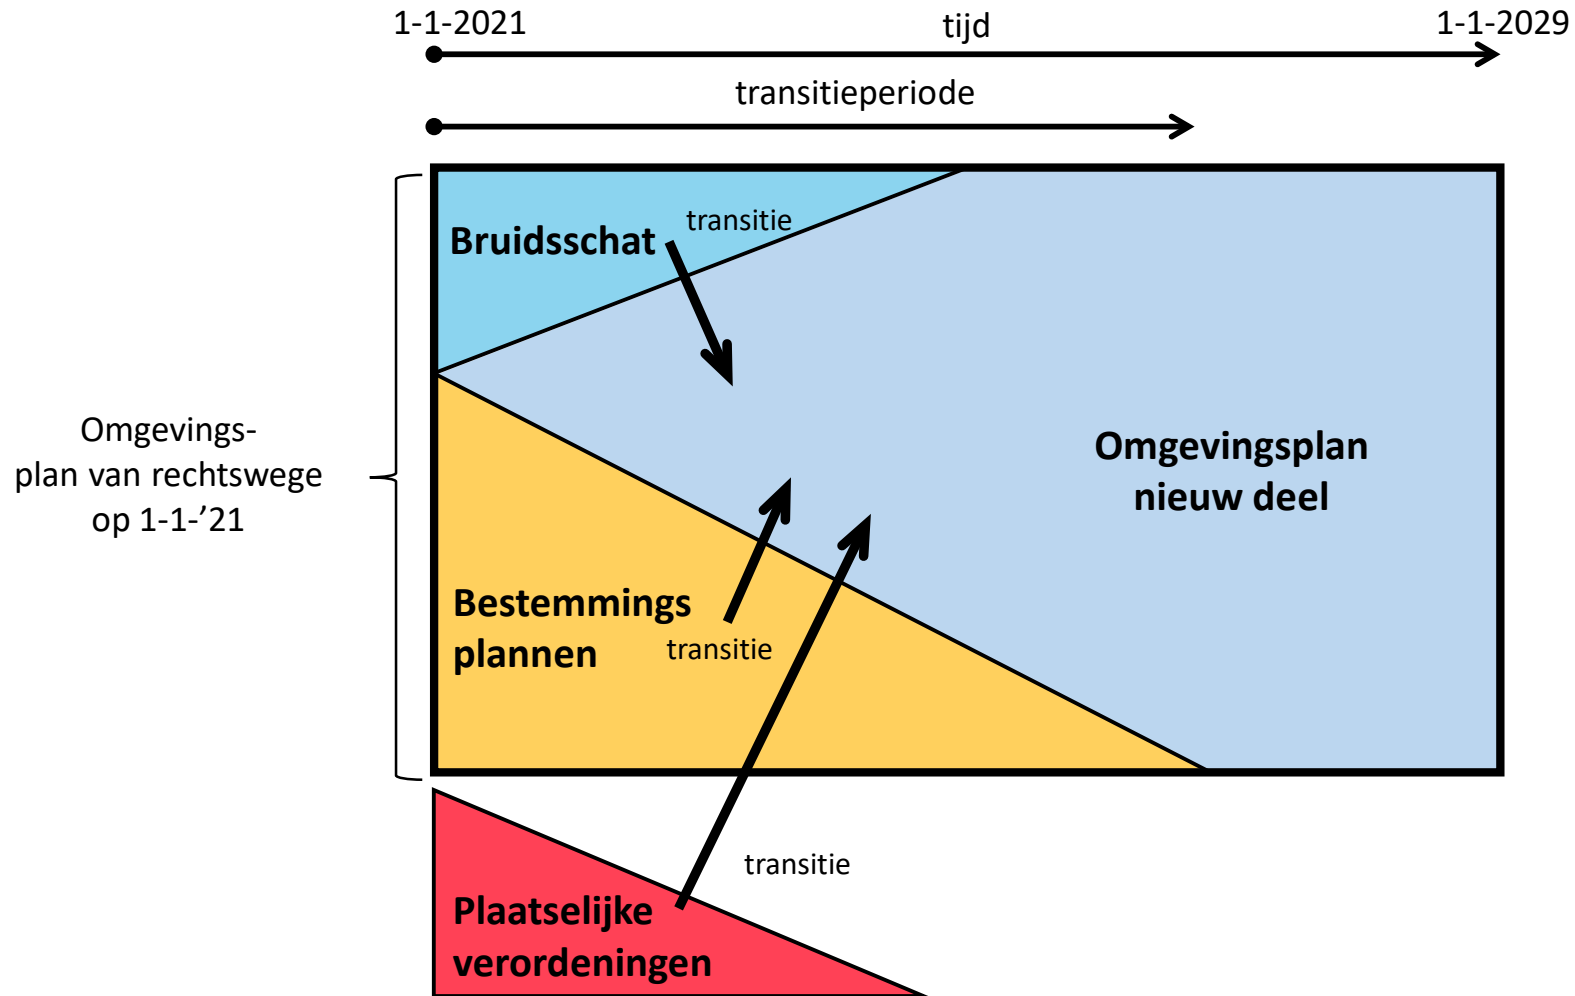 1-1-2021
tijd
1-1-2029
transitieperiode
Bruidsschat
transitie
Omgevings-
plan van rechtswege
op 1-1-’21
Omgevingsplan
nieuw deel
Bestemmings
plannen
transitie
transitie
Plaatselijke
verordeningen